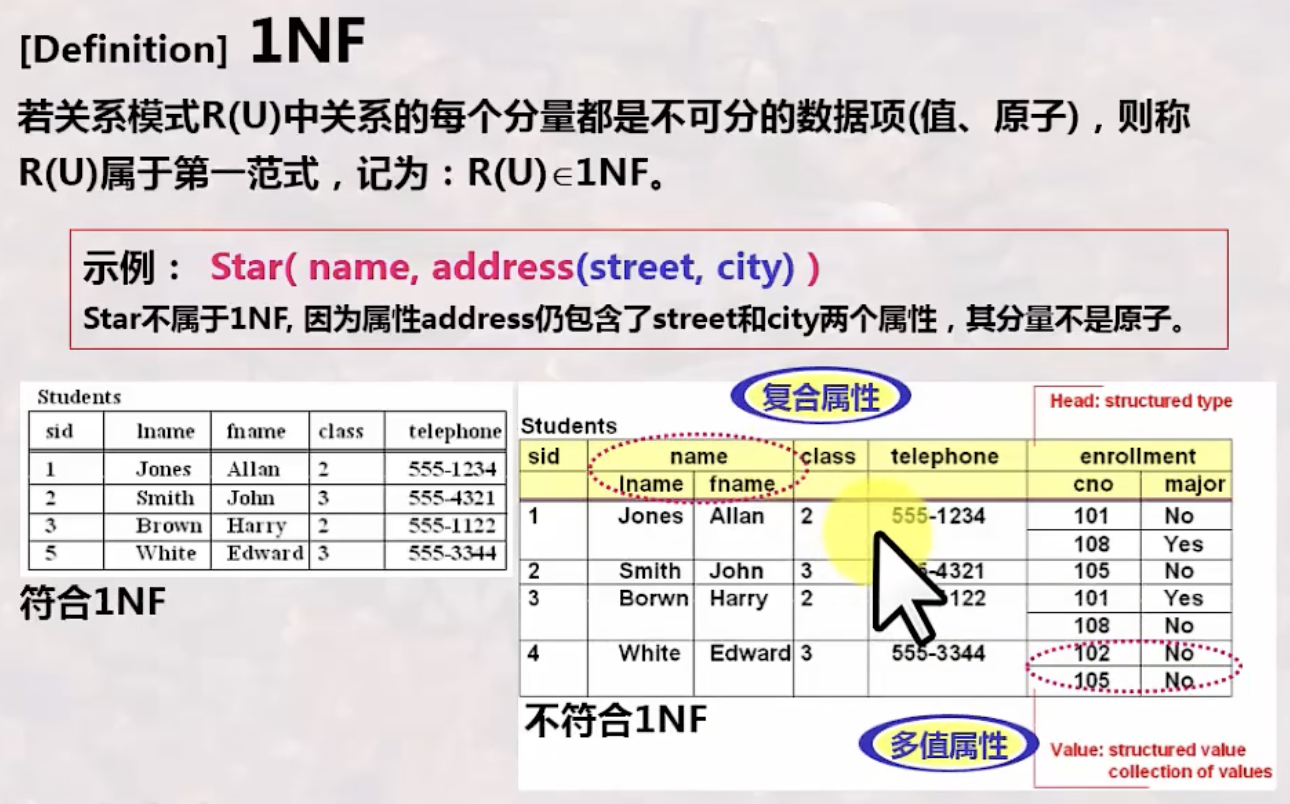 [Definition] 1NF
若关系模式R(U)中关系的每个分量都是不可分的数据项(值、原子)，则称
R(U)属于第一范式，记为：R(U)∈1NF。
示例： Star( name, address(street, city) )
Star不属于1NF, 因为属性address仍包含了street和city两个属性，其分量不是原子。
Students
sid lname fname class telephone
1 Jones Allan 2 555-1234
2 Smith John 3 555-4321
3 Brown Harry 2 555-1122
5 White Edward 3 555-3344
符合1NF
复合属性
Head: structured type
Students
sid name class telephone enrollment
lname fname cno major
1 Jones Allan 2 555-1234 101 No
108 Yes
2 Smith John 3 -4321 105 No
3 Borwn Harry 2 122 101 Yes
108 No
4 White Edward 3 555-3344 102 No
105 No
不符合1NF
多值属性
Value: structured value
collection of values